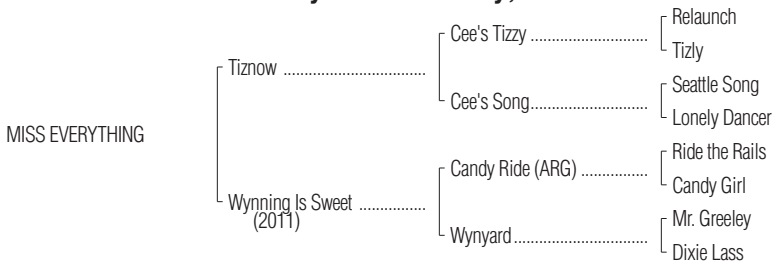 Relaunch
Cee's Tizzy
Tizly
Tiznow
Seattle Song
Cee's Song
Lonely Dancer
MISS EVERYTHING
Ride the Rails
Candy Ride (ARG)
Candy Girl
Wynning Is Sweet
(2011)
Mr. Greeley
Wynyard
Dixie Lass